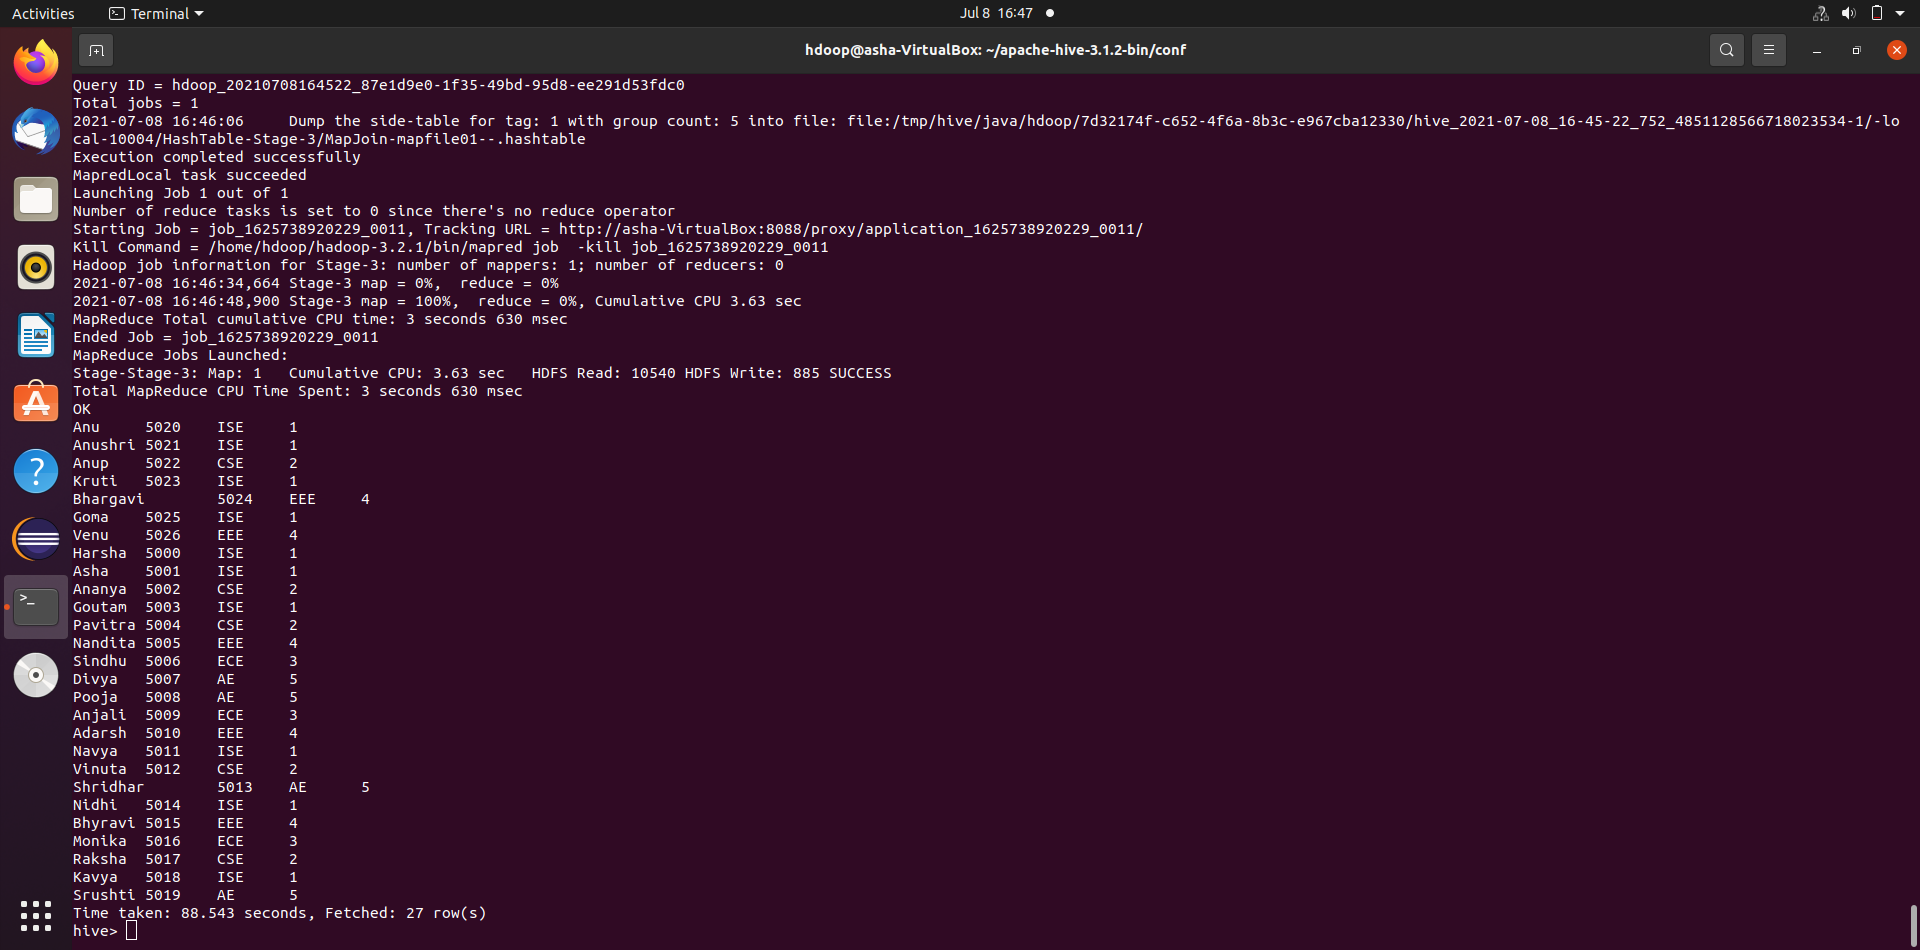 Activities
Terminal
Jul 8 16:47
hdoop@asha-VirtualBox: ~/apache-hive-3.1.2-bin/conf
Query ID = hdoop_20210708164522_87e1d9e0-1f35-49bd-95d8-ee291d53fdc0
Total jobs = 1
2021-07-08 16:46:06     Dump the side-table for tag: 1 with group count: 5 into file: file:/tmp/hive/java/hdoop/7d32174f-c652-4f6a-8b3c-e967cba12330/hive_2021-07-08_16-45-22_752_4851128566718023534-1/-lo
cal-10004/HashTable-Stage-3/MapJoin-mapfile01--.hashtable
Execution completed successfully
MapredLocal task succeeded
Launching Job 1 out of 1
Number of reduce tasks is set to 0 since there's no reduce operator
Starting Job = job_1625738920229_0011, Tracking URL = http://asha-VirtualBox:8088/proxy/application_1625738920229_0011/
Kill Command = /home/hdoop/hadoop-3.2.1/bin/mapred job  -kill job_1625738920229_0011
Hadoop job information for Stage-3: number of mappers: 1; number of reducers: 0
2021-07-08 16:46:34,664 Stage-3 map = 0%,  reduce = 0%
2021-07-08 16:46:48,900 Stage-3 map = 100%,  reduce = 0%, Cumulative CPU 3.63 sec
MapReduce Total cumulative CPU time: 3 seconds 630 msec
Ended Job = job_1625738920229_0011
MapReduce Jobs Launched:
Stage-Stage-3: Map: 1   Cumulative CPU: 3.63 sec   HDFS Read: 10540 HDFS Write: 885 SUCCESS
Total MapReduce CPU Time Spent: 3 seconds 630 msec
OK
Anu     5020    ISE     1
Anushri 5021    ISE     1
Anup    5022    CSE     2
Kruti   5023    ISE     1
Bhargavi        5024    EEE     4
Goma    5025    ISE     1
Venu    5026    EEE     4
Harsha  5000    ISE     1
Asha    5001    ISE     1
Ananya  5002    CSE     2
Goutam  5003    ISE     1
Pavitra 5004    CSE     2
Nandita 5005    EEE     4
Sindhu  5006    ECE     3
Divya   5007    AE      5
Pooja   5008    AE      5
Anjali  5009    ECE     3
Adarsh  5010    EEE     4
Navya   5011    ISE     1
Vinuta  5012    CSE     2
Shridhar        5013    AE      5
Nidhi   5014    ISE     1
Bhyravi 5015    EEE     4
Monika  5016    ECE     3
Raksha  5017    CSE     2
Kavya   5018    ISE     1
Srushti 5019    AE      5
Time taken: 88.543 seconds, Fetched: 27 row(s)
hive>